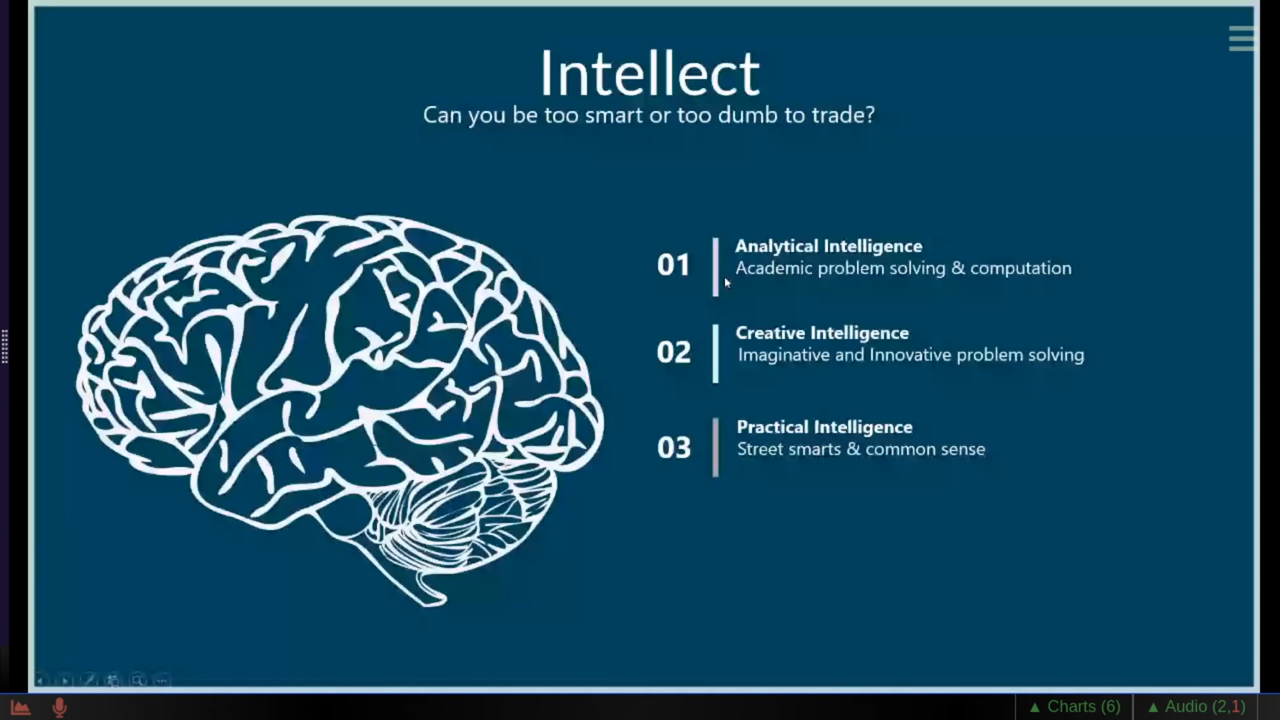 Intellect
Can you be too smart or too dumb to trade?
01
Analytical Intelligence
Academic problem solving & computation
02
Creative Intelligence
Imaginative and Innovative problem solving
03
Practical Intelligence
Street smarts & common sense
▲ Charts (6)
▲ Audio (2,1)